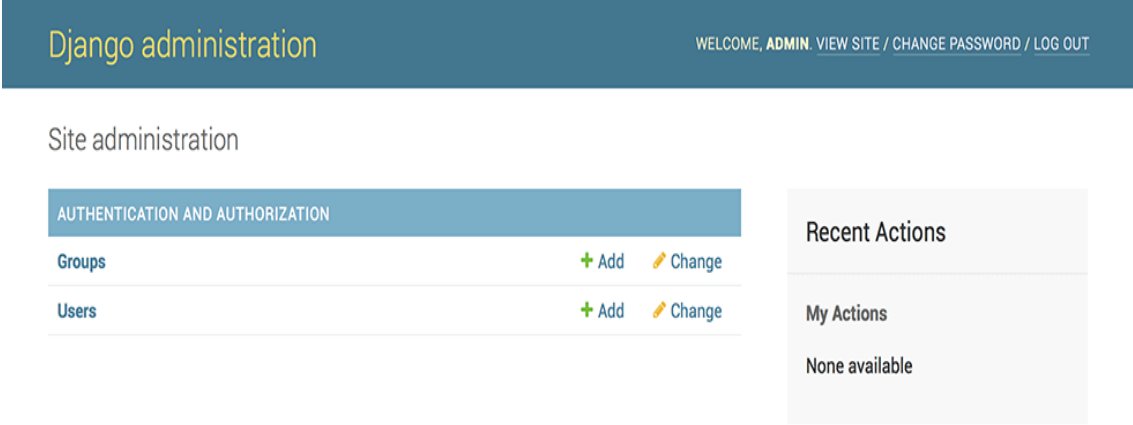 Django administration
WELCOME, ADMIN. VIEW SITE / CHANGE PASSWORD / LOG OUT
Site administration
AUTHENTICATION AND AUTHORIZATION
Groups + Add Change
Users + Add Change
Recent Actions
My Actions
None available